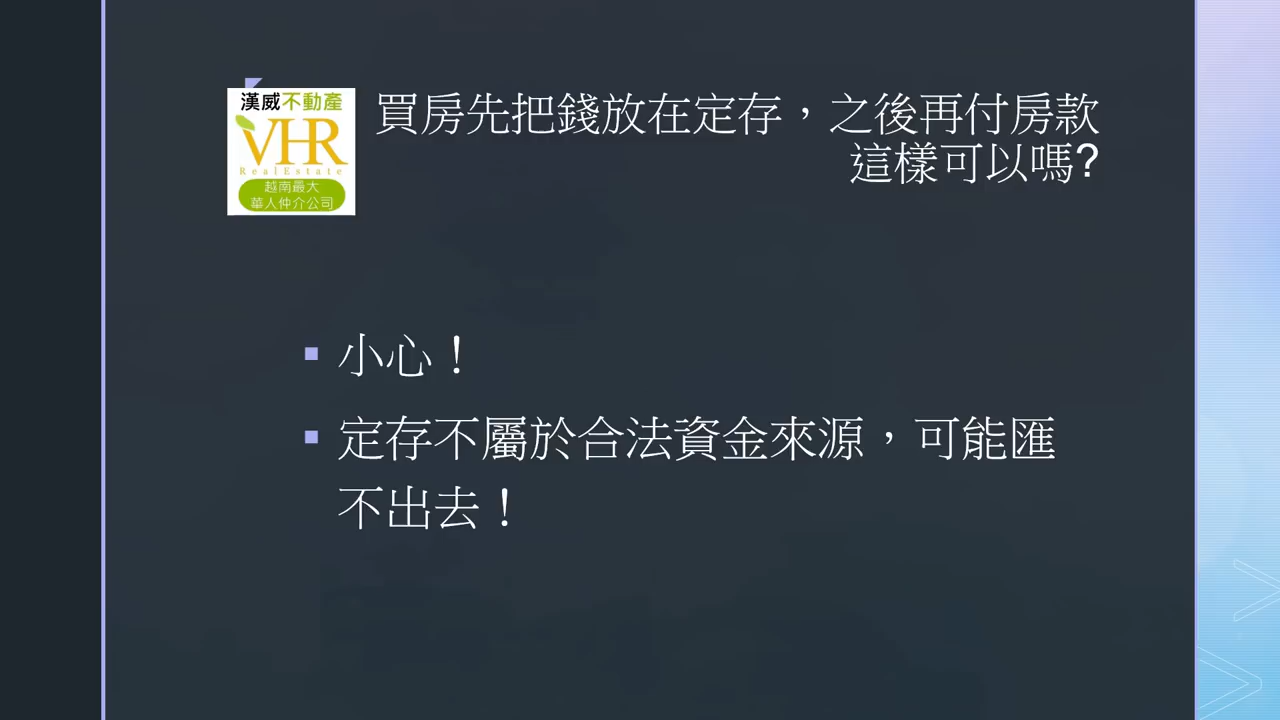 漢威不動產
VHR
RealEstate
越南最大
華人仲介公司
買房先把錢放在定存，之後再付房款
這樣可以嗎?
小心！
定存不屬於合法資金來源，可能匯
不出去！